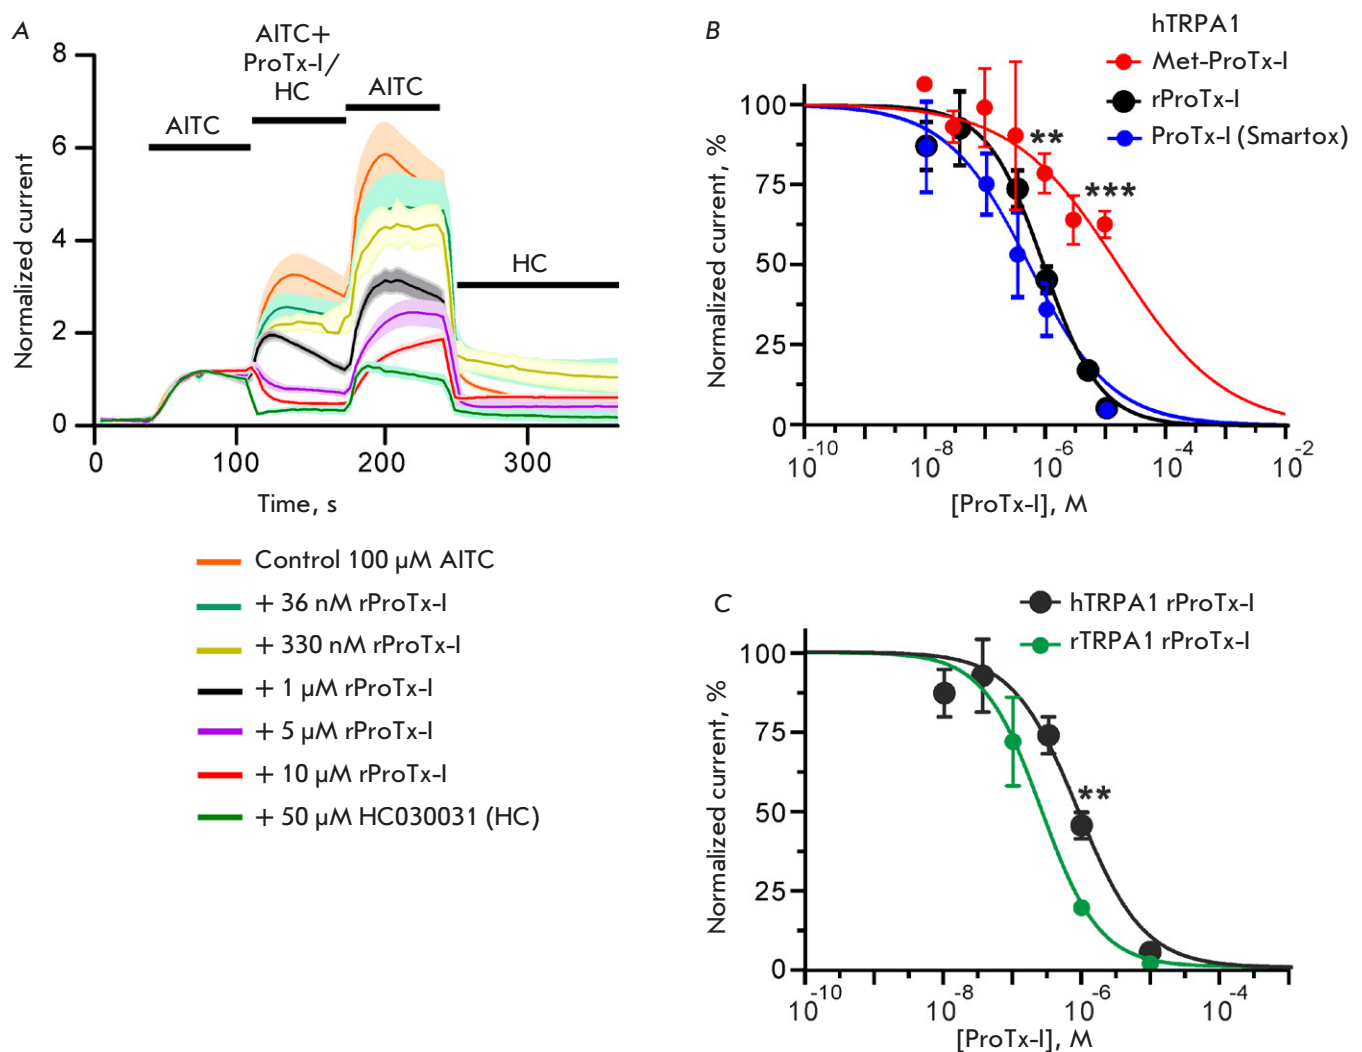 A
AITC
AITC+
ProTx-I/
HC
AITC
HC
Normalized current
8
6
4
2
0
0
100
200
300
Time, s
Control 100 µM AITC
+ 36 nM rProTx-I
+ 330 nM rProTx-I
+ 1 µM rProTx-I
+ 5 µM rProTx-I
+ 10 µM rProTx-I
+ 50 µM HC030031 (HC)
B
hTRPA1
Met-ProTx-I
rProTx-I
ProTx-I (Smartox)
**
***
Normalized current, %
100
75
50
25
0
10-10
10-8
10-6
10-4
10-2
[ProTx-I], M
C
hTRPA1 rProTx-I
rTRPA1 rProTx-I
**
Normalized current, %
100
75
50
25
0
10-10
10-8
10-6
10-4
[ProTx-I], M